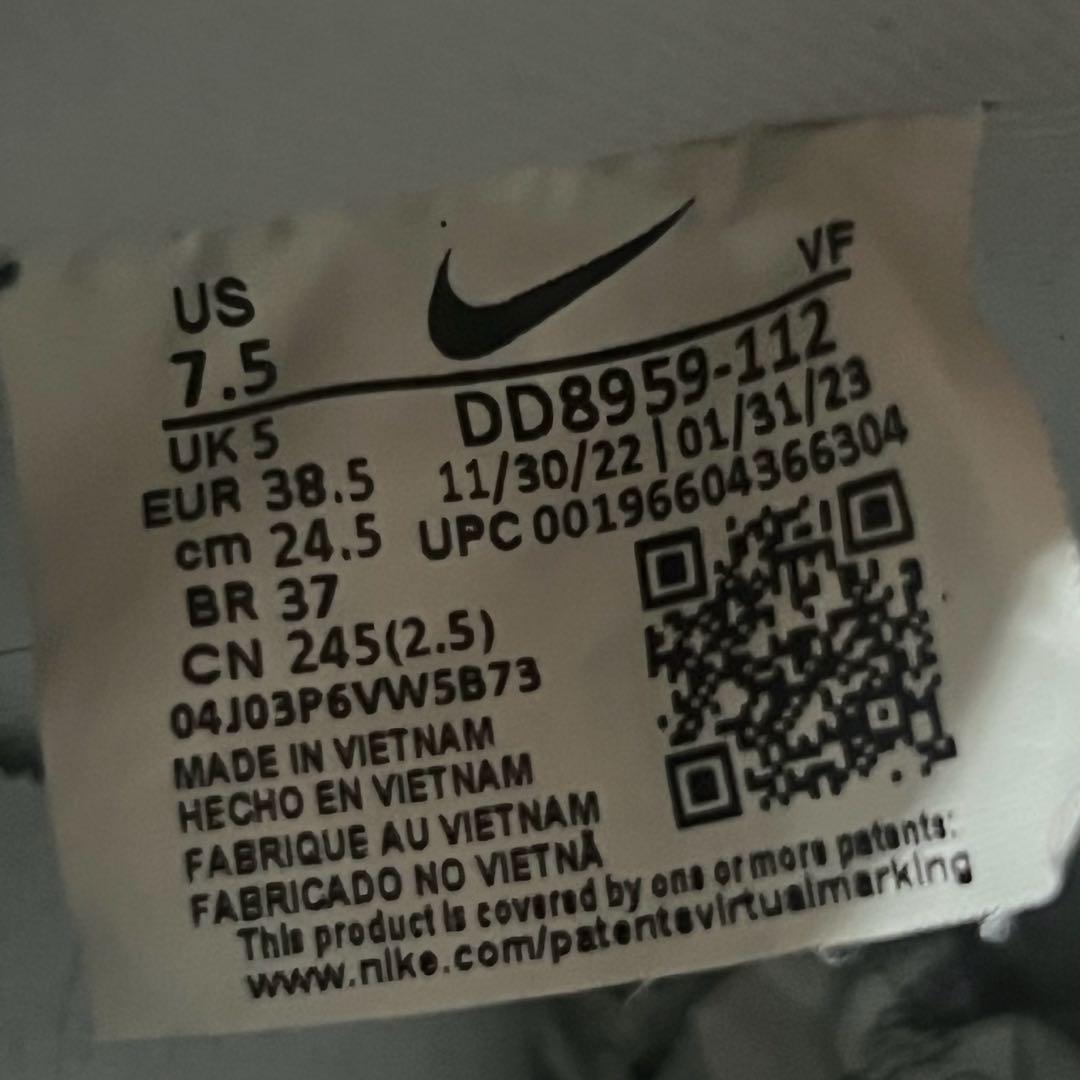 US
7.5
VF
UK 5
DD8959-112
EUR 38.5
11/30/22 | 01/31/23
cm 24.5
UPC 00196604366304
BR 37
CN 245(2.5)
04J03P6VW5B73
MADE IN VIETNAM
HECHO EN VIETNAM
FABRIQUE AU VIETNAM
FABRICADO NO VIETNÃ
This product is covered by one or more patents:
www.nike.com/patentsvirtualmarking